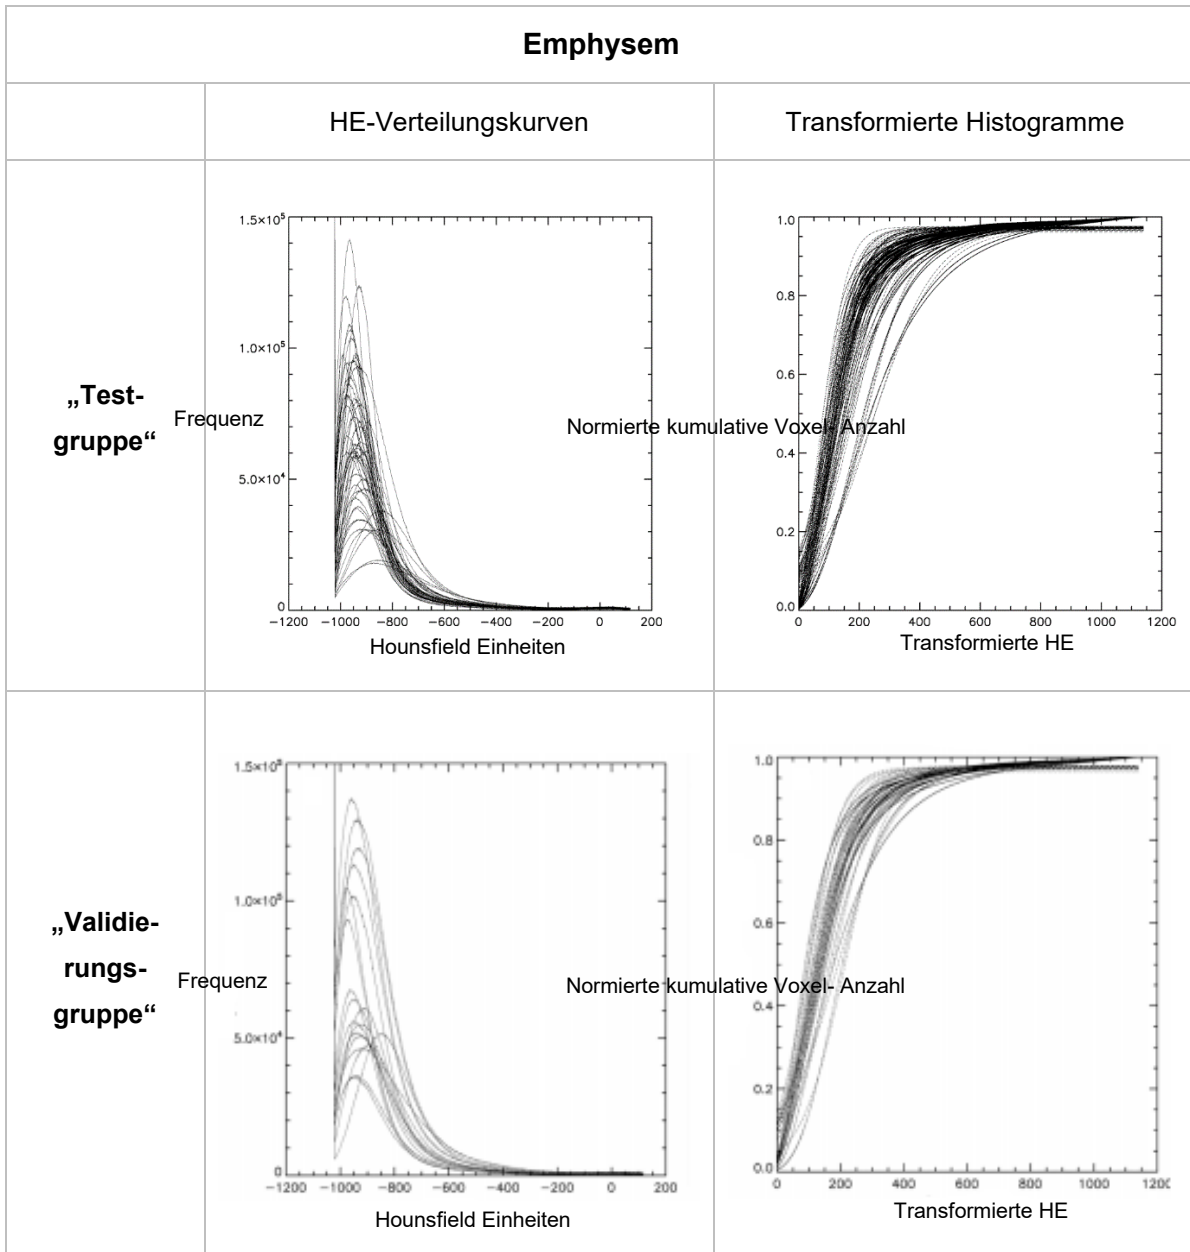 Emphysem
HE-Verteilungskurven
Transformierte Histogramme
„Test-
gruppe“
Frequenz
1.5×10⁵
1.0×10⁵
5.0×10⁴
0
−1200 −1000 −800 −600 −400 −200 0 200
Hounsfield Einheiten
Normierte kumulative Voxel- Anzahl
1.0
0.8
0.6
0.4
0.2
0.0
0 200 400 600 800 1000 1200
Transformierte HE
„Validie-
rungs-
gruppe“
Frequenz
1.5×10⁵
1.0×10⁵
5.0×10⁴
0
−1200 −1000 −800 −600 −400 −200 0 200
Hounsfield Einheiten
Normierte kumulative Voxel- Anzahl
1.0
0.8
0.6
0.4
0.2
0.0
0 200 400 600 800 1000 1200
Transformierte HE